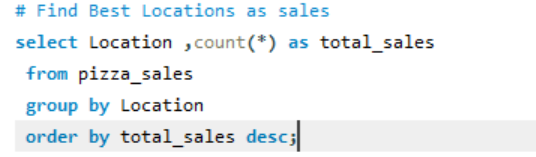 # Find Best Locations as sales
select Location ,count(*) as total_sales
from pizza_sales
group by Location
order by total_sales desc;